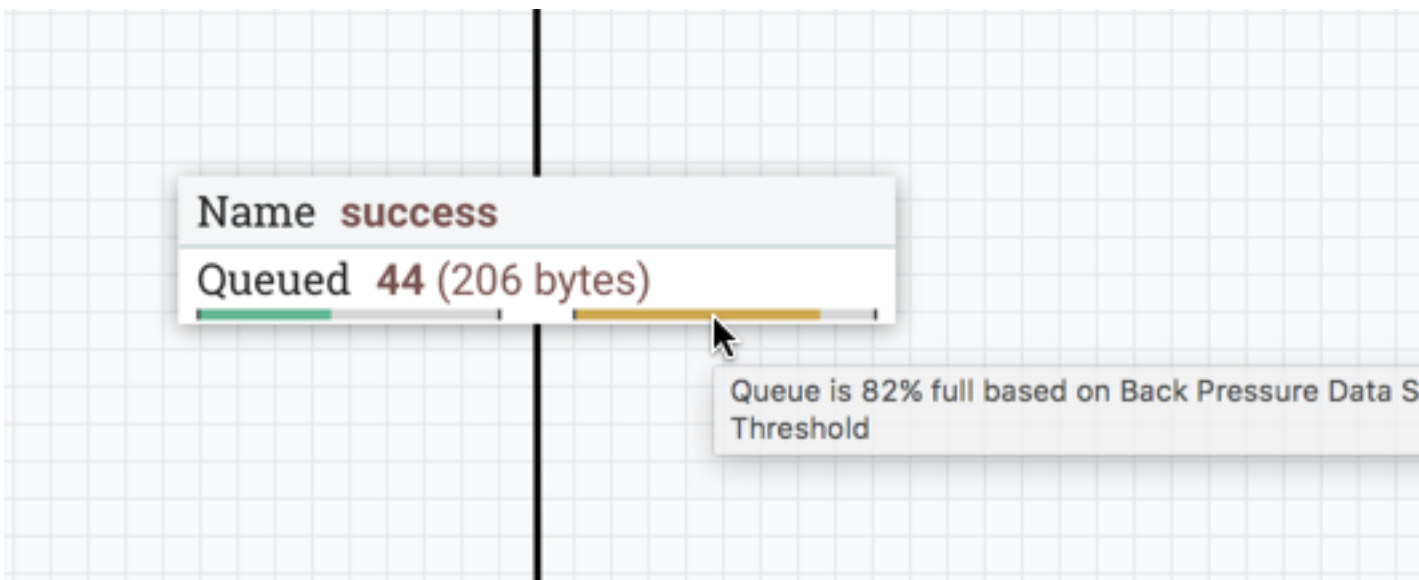 Name success
Queued 44 (206 bytes)
Queue is 82% full based on Back Pressure Data S
Threshold